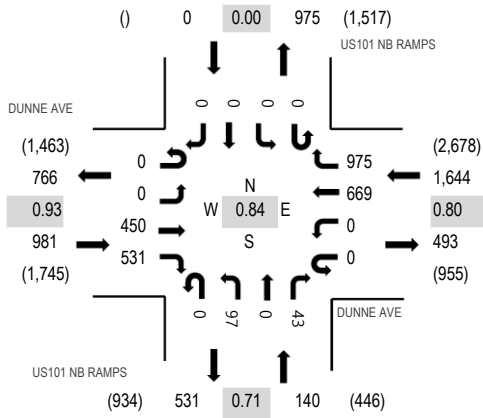 () 0 0.00 975 (1,517)
US101 NB RAMPS
0 0 0 0
DUNNE AVE
(1,463)
766
0.93
981
(1,745)
0
0
450
531
N
W 0.84 E
S
975
669
0
0
(2,678)
1,644
0.80
493
(955)
0 97 0 43
DUNNE AVE
US101 NB RAMPS
(934) 531 0.71 140 (446)